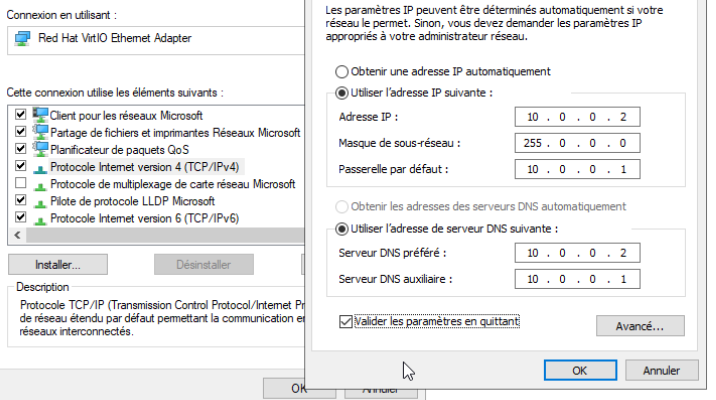 Connexion en utilisant :
Red Hat VirtIO Ethernet Adapter
Cette connexion utilise les éléments suivants :
Client pour les réseaux Microsoft
Partage de fichiers et imprimantes Réseaux Microsoft
Planificateur de paquets QoS
Protocole Internet version 4 (TCP/IPv4)
Protocole de multiplexage de carte réseau Microsoft
Pilote de protocole LLDP Microsoft
Protocole Internet version 6 (TCP/IPv6)
Installer...
Désinstaller
Description
Protocole TCP/IP (Transmission Control Protocol/Internet
de réseau étendu par défaut permettant la communication
réseaux interconnectés.
OK
Les paramètres IP peuvent être déterminés automatiquement si votre
réseau le permet. Sinon, vous devez demander les paramètres IP
appropriés à votre administrateur réseau.
Obtenir une adresse IP automatiquement
Utiliser l'adresse IP suivante :
Adresse IP : 10 . 0 . 0 . 2
Masque de sous-réseau : 255 . 0 . 0 . 0
Passerelle par défaut : 10 . 0 . 0 . 1
Obtenir les adresses des serveurs DNS automatiquement
Utiliser l'adresse de serveur DNS suivante :
Serveur DNS préféré : 10 . 0 . 0 . 2
Serveur DNS auxiliaire : 10 . 0 . 0 . 1
Valider les paramètres en quittant
Avancé...
OK
Annuler